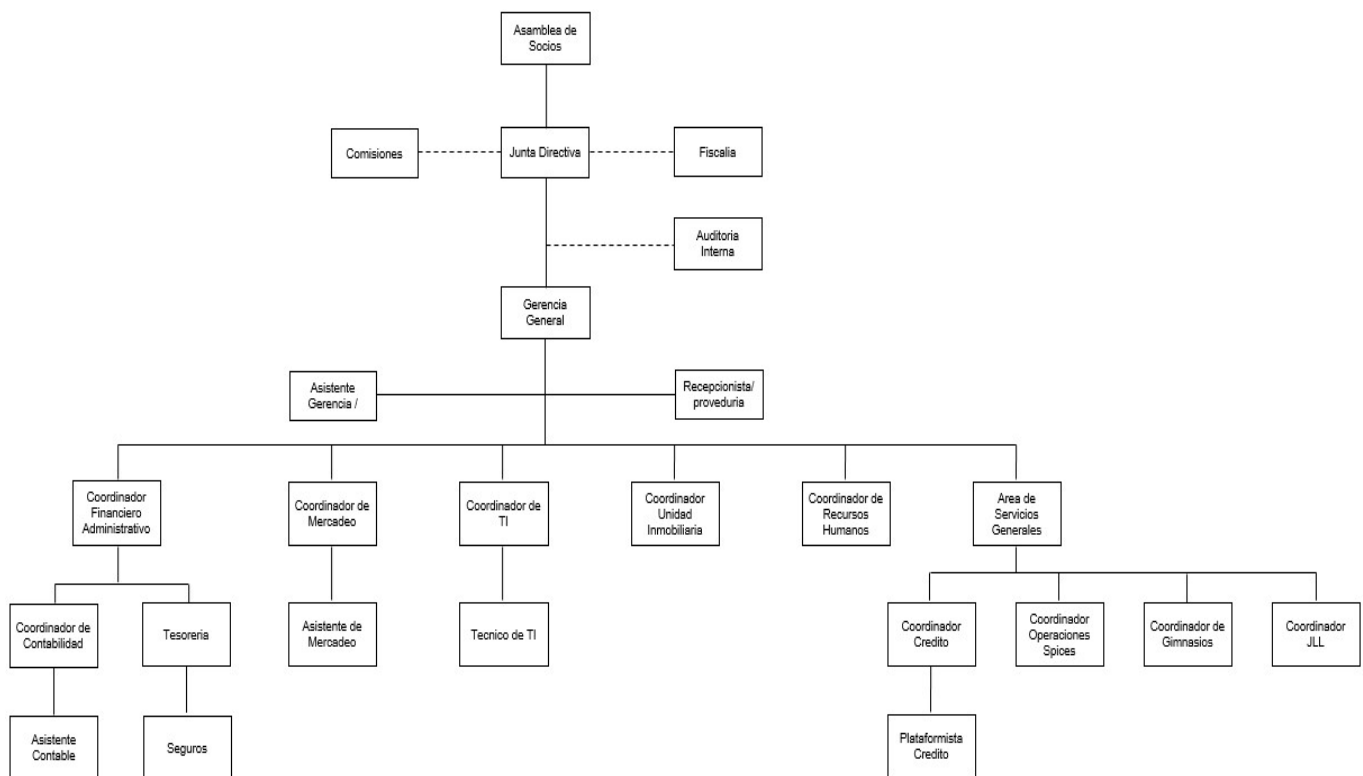 Asamblea de
Socios
Comisiones
Junta Directiva
Fiscalia
Auditoria
Interna
Gerencia
General
Asistente
Gerencia /
Recepcionista/
proveduria
Coordinador
Financiero
Administrativo
Coordinador de
Mercadeo
Coordinador de
TI
Coordinador
Unidad
Inmobiliaria
Coordinador de
Recursos
Humanos
Area de
Servicios
Generales
Coordinador de
Contabilidad
Tesoreria
Asistente de
Mercadeo
Tecnico de TI
Coordinador
Credito
Coordinador
Operaciones
Spices
Coordinador de
Gimnasios
Coordinador
JLL
Asistente
Contable
Seguros
Plataformista
Credito